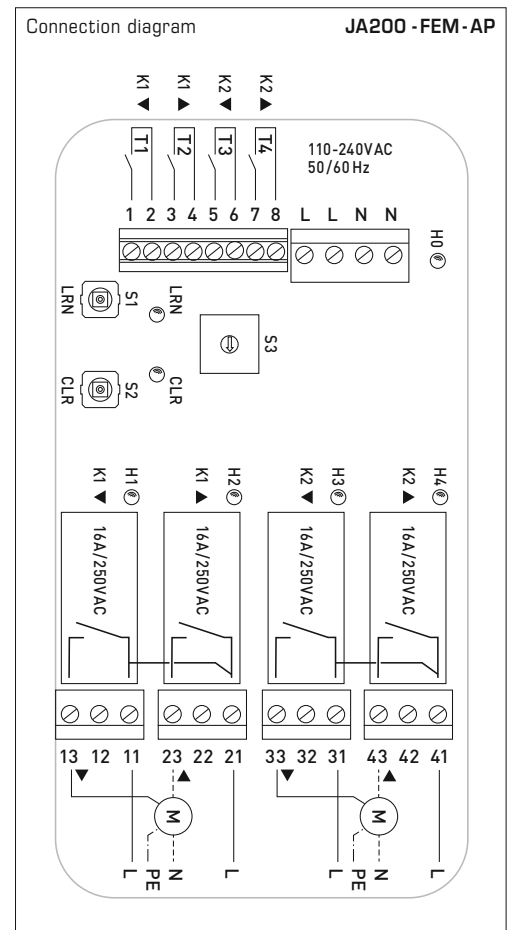 Connection diagram JA200-FEM-AP
K1 ◀ K1 ▶ K2 ◀ K2 ▶
T1 T2 T3 T4
110-240VAC
50/60Hz
1 2 3 4 5 6 7 8 L L N N
H0
LRN S1 LRN
S3
CLR S2 CLR
K1 ◀ H1 K1 ▶ H2 K2 ◀ H3 K2 ▶ H4
16A/250VAC 16A/250VAC 16A/250VAC 16A/250VAC
13 12 11 23 22 21 33 32 31 43 42 41
▼ ▲ ▼ ▲
M M
L PE N L L PE N L